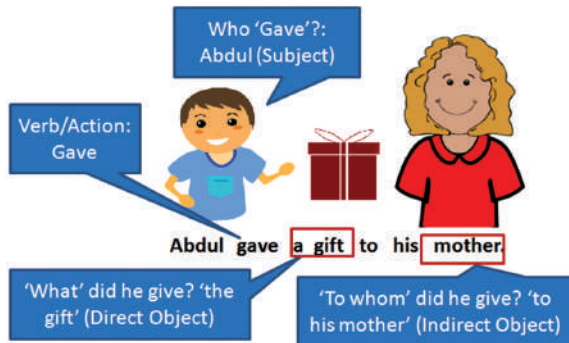 Who ‘Gave’?:
Abdul (Subject)
Verb/Action:
Gave
Abdul gave a gift to his mother.
‘What’ did he give? ‘the
gift’ (Direct Object)
‘To whom’ did he give? ‘to
his mother’ (Indirect Object)